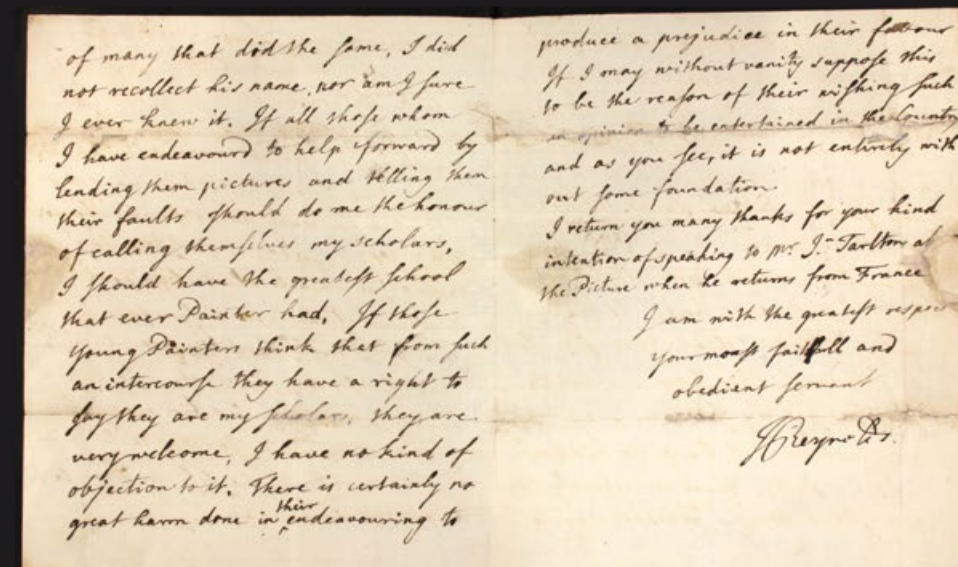 of many that did the same, I did
not recollect his name, nor am I sure
I ever knew it. If all those whom
I have endeavourd to help forward by
lending them pictures and telling them
their faults should do me the honour
of calling themselves my scholars,
I should have the greatest school
that ever Painter had. If those
young Painters think that from such
an intercourse they have a right to
say they are my scholars, they are
very welcome, I have no kind of
objection to it. There is certainly no
great harm done in their endeavouring to
produce a prejudice in their favour
If I may without vanity suppose this
to be the reason of their wishing such
an opinion to be entertained in the Country
and as you see, it is not entirely with
out some foundation.
I return you many thanks for your kind
intention of speaking to Mr. Jn. Tarlton at
the Picture when he returns from France
I am with the greatest respect
your monst faithfull and
obedient servant
JReynolds.